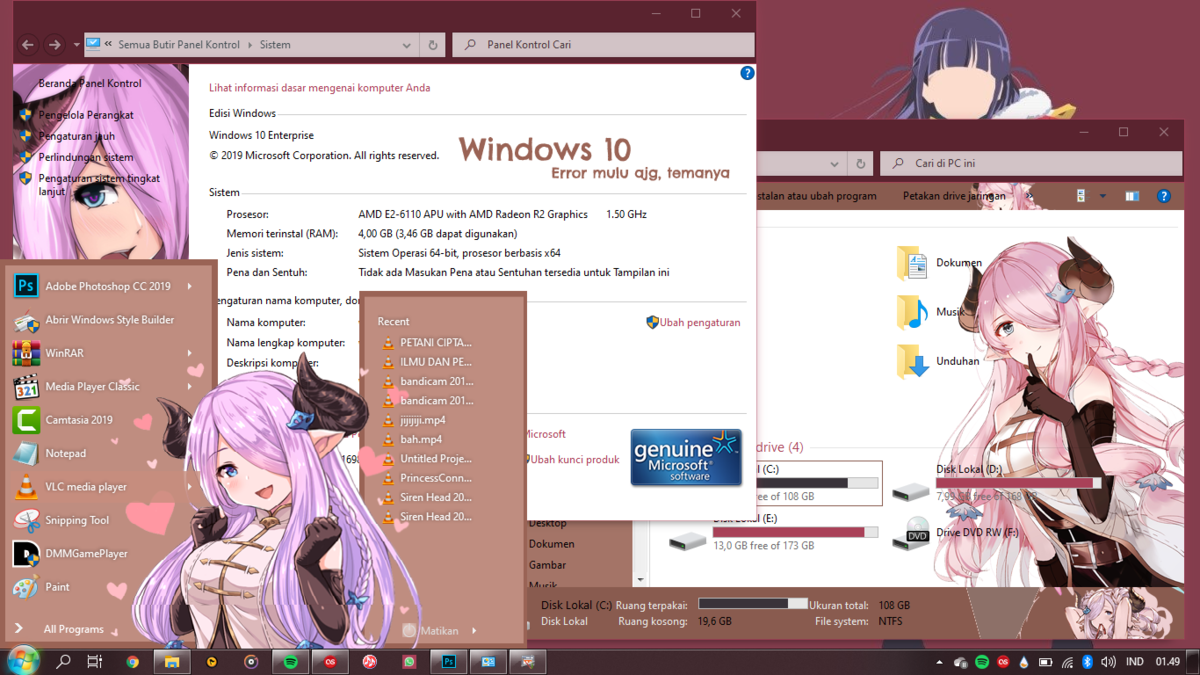 « Semua Butir Panel Kontrol
Sistem
Panel Kontrol Cari
Beranda Panel Kontrol
Pengelola Perangkat
Pengaturan jauh
Perlindungan sistem
Pengaturan sistem tingkat
lanjut
Lihat informasi dasar mengenai komputer Anda
Edisi Windows
Windows 10 Enterprise
© 2019 Microsoft Corporation. All rights reserved.
Windows 10
Error mulu ajg, temanya
Sistem
Prosesor: AMD E2-6110 APU with AMD Radeon R2 Graphics 1.50 GHz
Memori terinstal (RAM): 4,00 GB (3,46 GB dapat digunakan)
Jenis sistem: Sistem Operasi 64-bit, prosesor berbasis x64
Pena dan Sentuh: Tidak ada Masukan Pena atau Sentuhan tersedia untuk Tampilan ini
engaturan nama komputer, do
Nama komputer:
Nama lengkap komputer:
Deskripsi komputer:
Ubah pengaturan
Microsoft
Ubah kunci produk
genuine
Microsoft®
software
Cari di PC ini
stalan atau ubah program
Petakan drive jaringan
»
Dokumen
Musik
Unduhan
drive (4)
(C:)
ee of 108 GB
Disk Lokal (D:)
Disk Lokal (E:)
13,0 GB free of 173 GB
DVD
Drive DVD RW (F:)
Desktop
Dokumen
Gambar
Musik
Disk Lokal (C:) Ruang terpakai: Ukuran total: 108 GB
Disk Lokal Ruang kosong: 19,6 GB File system: NTFS
Ps
Adobe Photoshop CC 2019
Abrir Windows Style Builder
WinRAR
321
Media Player Classic
Camtasia 2019
Notepad
VLC media player
Snipping Tool
DMMGamePlayer
Paint
All Programs
Recent
PETANI CIPTA...
ILMU DAN PE...
bandicam 201...
bandicam 201...
jijijiji.mp4
bah.mp4
Untitled Proje...
PrincessConn...
Siren Head 20...
Siren Head 20...
Matikan
Ps
IND
01.49